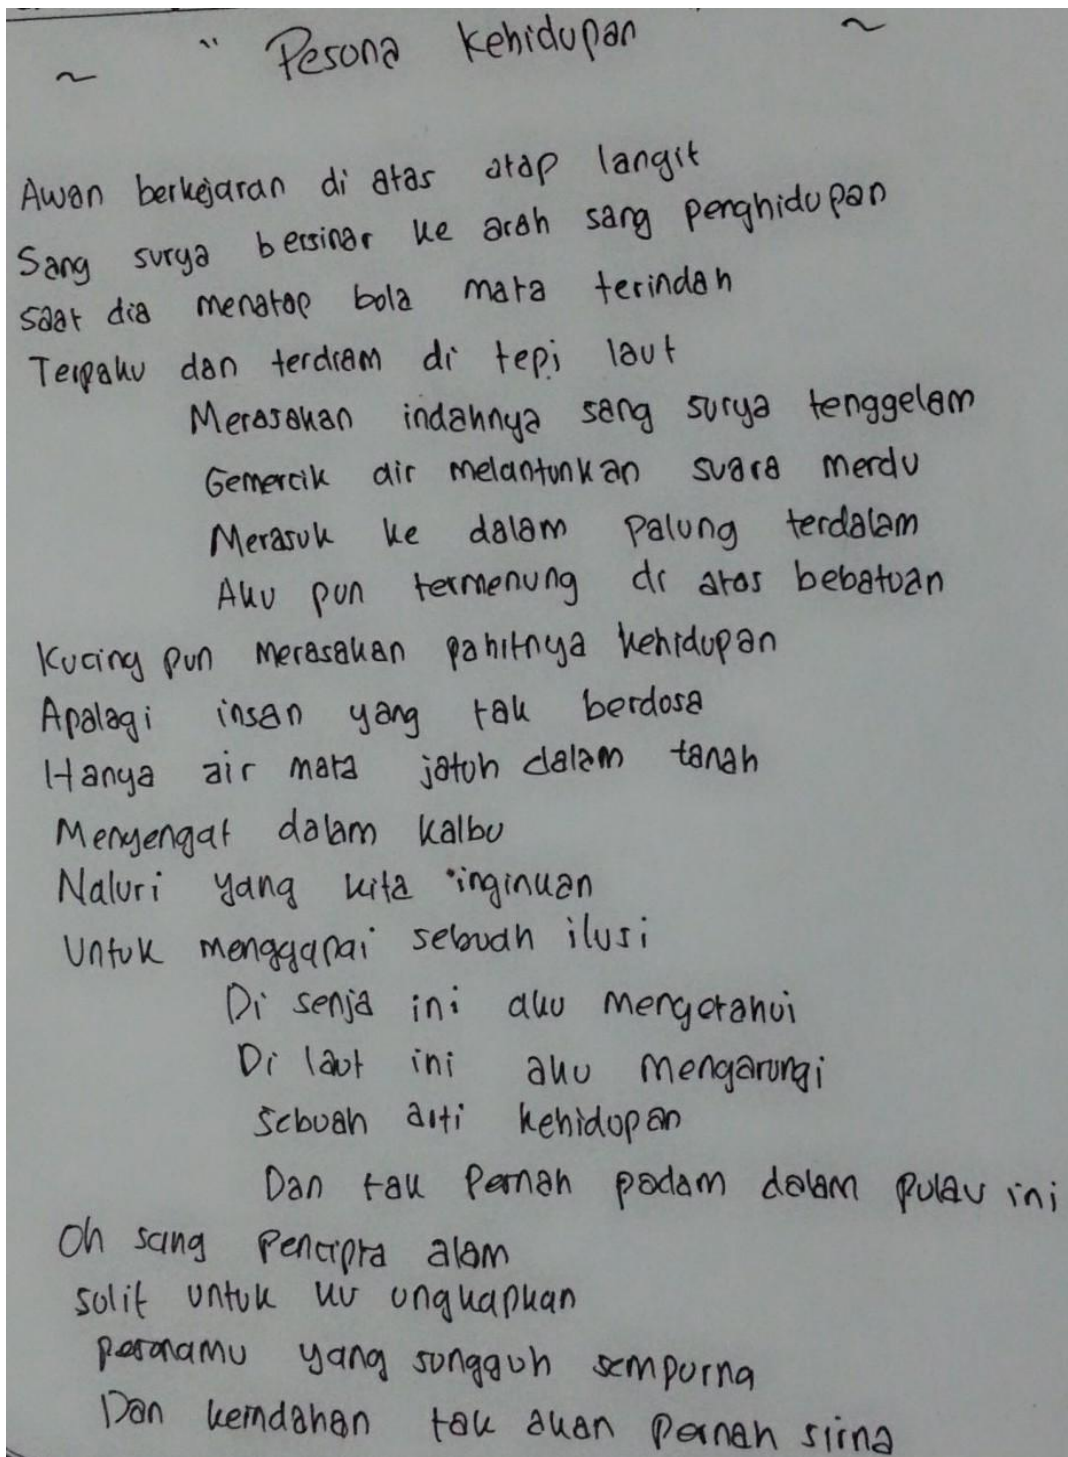 ~ " Pesona kehidupan ~
Awan berkejaran di atas atap langit
Sang surya bersinar ke arah sang penghidupan
saat dia menatap bola mata terindah
Terpaku dan terdiam di tepi laut
Merasakan indahnya sang surya tenggelam
Gemercik air melantunkan suara merdu
Merasuk ke dalam palung terdalam
Aku pun termenung di atas bebatuan
Kucing pun merasakan pahitnya kehidupan
Apalagi insan yang tak berdosa
Hanya air mata jatuh dalam tanah
Menyengat dalam kalbu
Naluri yang kita inginkan
Untuk menggapai sebuah ilusi
Di senja ini aku mengetahui
Di laut ini aku mengarungi
Sebuah arti kehidupan
Dan tak pernah padam dalam pulau ini
Oh sang pencipta alam
sulit untuk ku ungkapkan
pesonamu yang sungguh sempurna
Dan keindahan tak akan pernah sirna